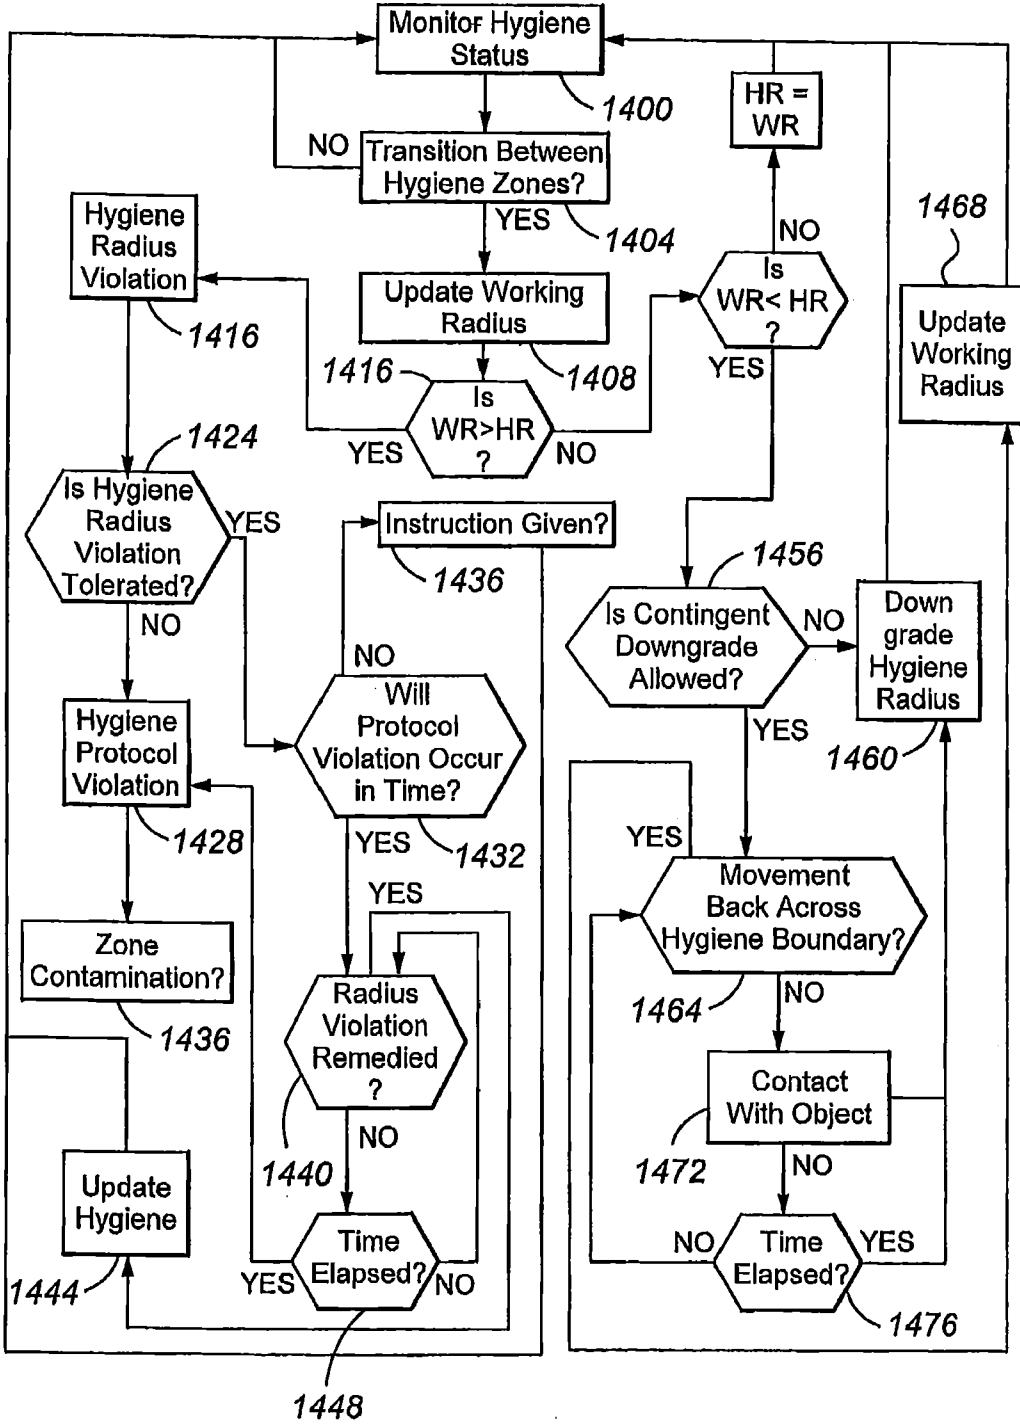 Monitor Hygiene
Status
1400
HR =
WR
NO
Transition Between
Hygiene Zones?
YES
1404
NO
1468
Hygiene
Radius
Violation
1416
Update Working
Radius
1408
Is
WR< HR
?
YES
Update
Working
Radius
1416
Is
WR>HR
?
YES
NO
1424
Is Hygiene
Radius
Violation
Tolerated?
YES
NO
Instruction Given?
1436
1456
Is Contingent
Downgrade
Allowed?
NO
YES
Down
grade
Hygiene
Radius
1460
NO
Will
Protocol
Violation Occur
in Time?
YES
1432
Hygiene
Protocol
Violation
1428
YES
Movement
Back Across
Hygiene Boundary?
1464
NO
YES
Zone
Contamination?
1436
Radius
Violation
Remedied
?
1440
NO
Contact
With Object
1472
NO
Update
Hygiene
1444
Time
Elapsed?
YES
NO
1448
NO
Time
Elapsed?
YES
1476